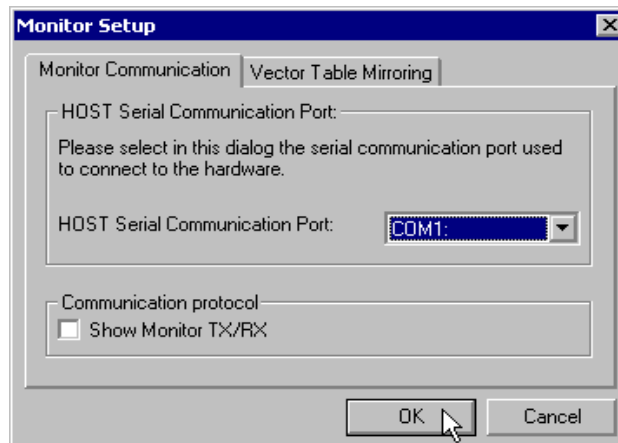 Monitor Setup
Monitor Communication
Vector Table Mirroring
HOST Serial Communication Port:
Please select in this dialog the serial communication port used
to connect to the hardware.
HOST Serial Communication Port:
COM1:
Communication protocol
Show Monitor TX/RX
OK
Cancel